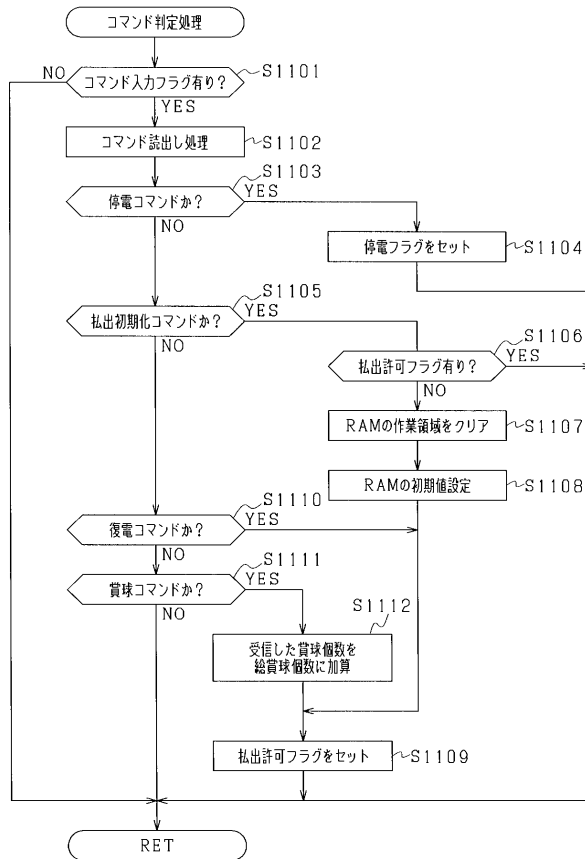 コマンド判定処理
コマンド入力フラグ有り?
S1101
NO
YES
コマンド読出し処理
S1102
停電コマンドか?
S1103
YES
NO
停電フラグをセット
S1104
払出初期化コマンドか?
S1105
YES
NO
払出許可フラグ有り?
S1106
YES
NO
RAMの作業領域をクリア
S1107
RAMの初期値設定
S1108
復電コマンドか?
S1110
YES
NO
賞球コマンドか?
S1111
YES
NO
受信した賞球個数を
総賞球個数に加算
S1112
払出許可フラグをセット
S1109
RET